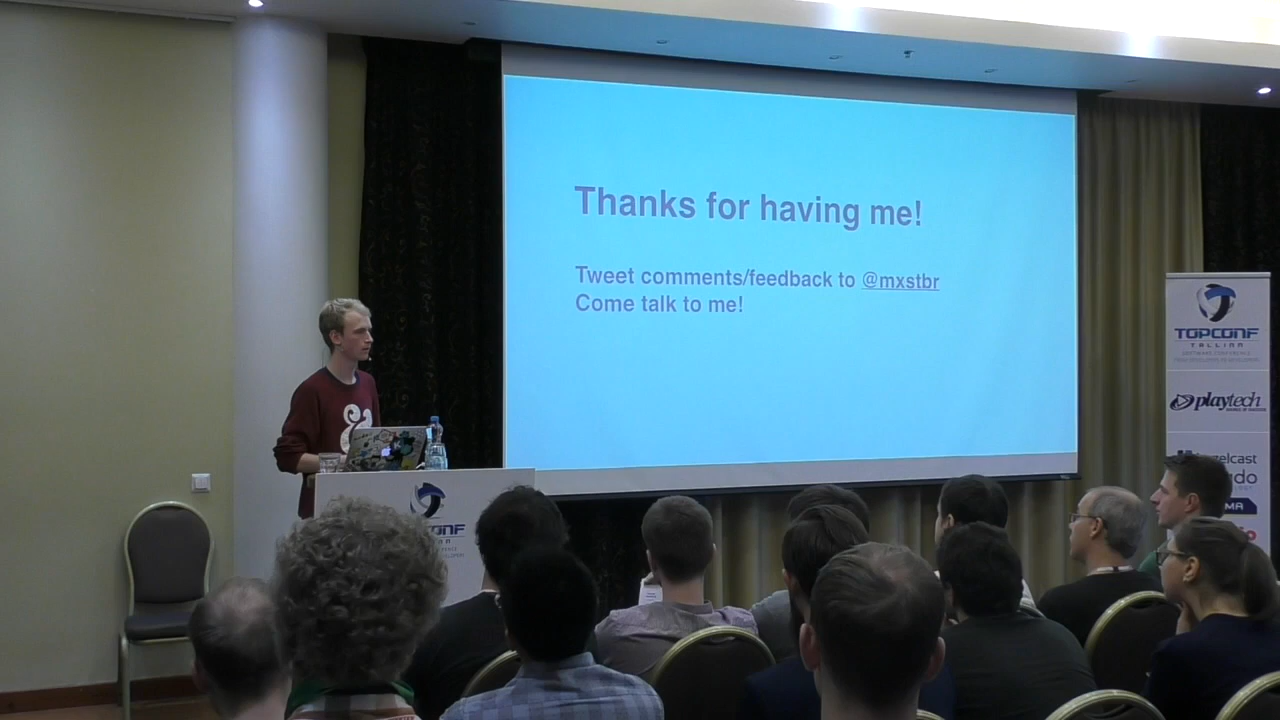 Thanks for having me!
Tweet comments/feedback to @mxstbr
Come talk to me!
&
TOPCONF
TALLINN
playtech